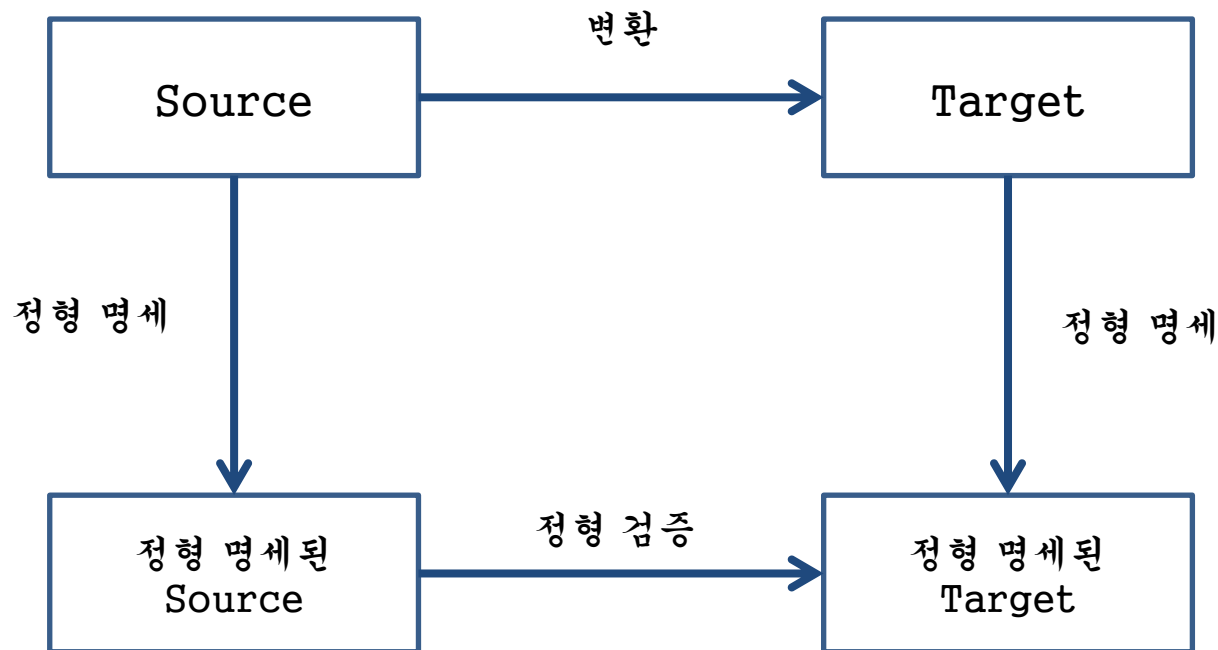 변환
Source
Target
정형 명세
정형 명세
정형 검증
정형 명세된
Source
정형 명세된
Target